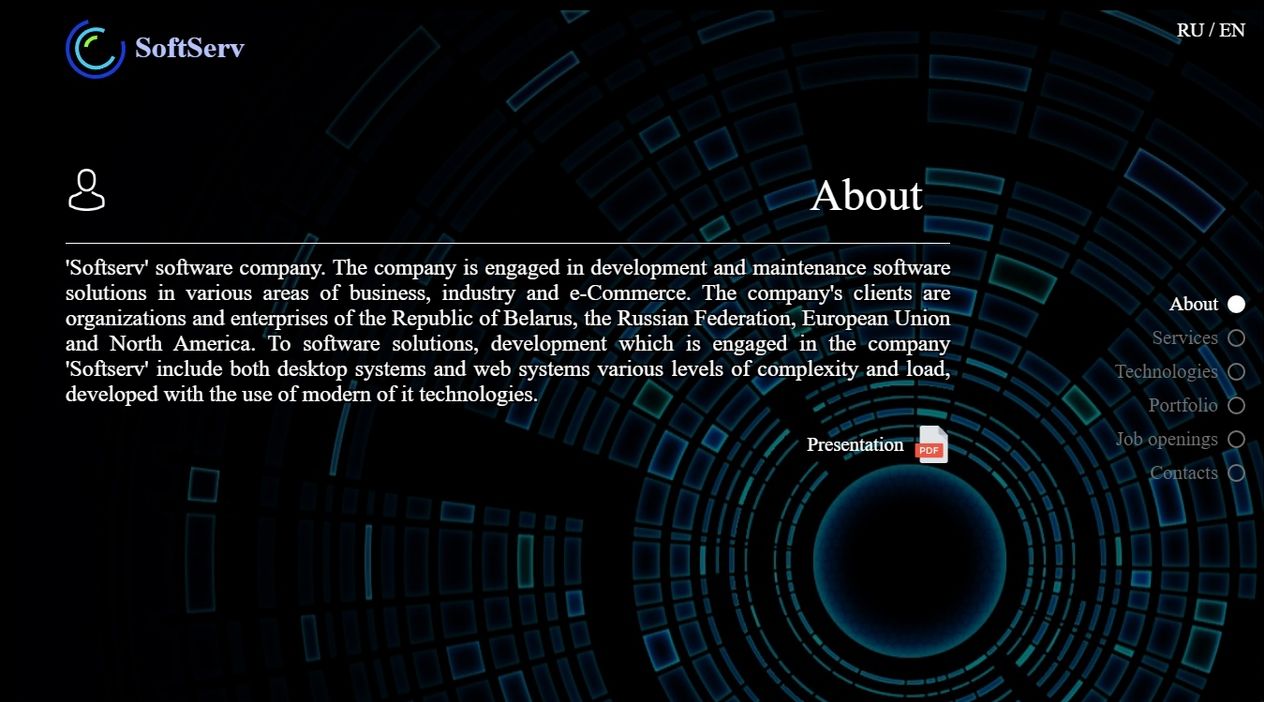 SoftServ
RU / EN
About
'Softserv' software company. The company is engaged in development and maintenance software
solutions in various areas of business, industry and e-Commerce. The company's clients are
organizations and enterprises of the Republic of Belarus, the Russian Federation, European Union
and North America. To software solutions, development which is engaged in the company
'Softserv' include both desktop systems and web systems various levels of complexity and load,
developed with the use of modern of it technologies.
Presentation
PDF
About
Services
Technologies
Portfolio
Job openings
Contacts